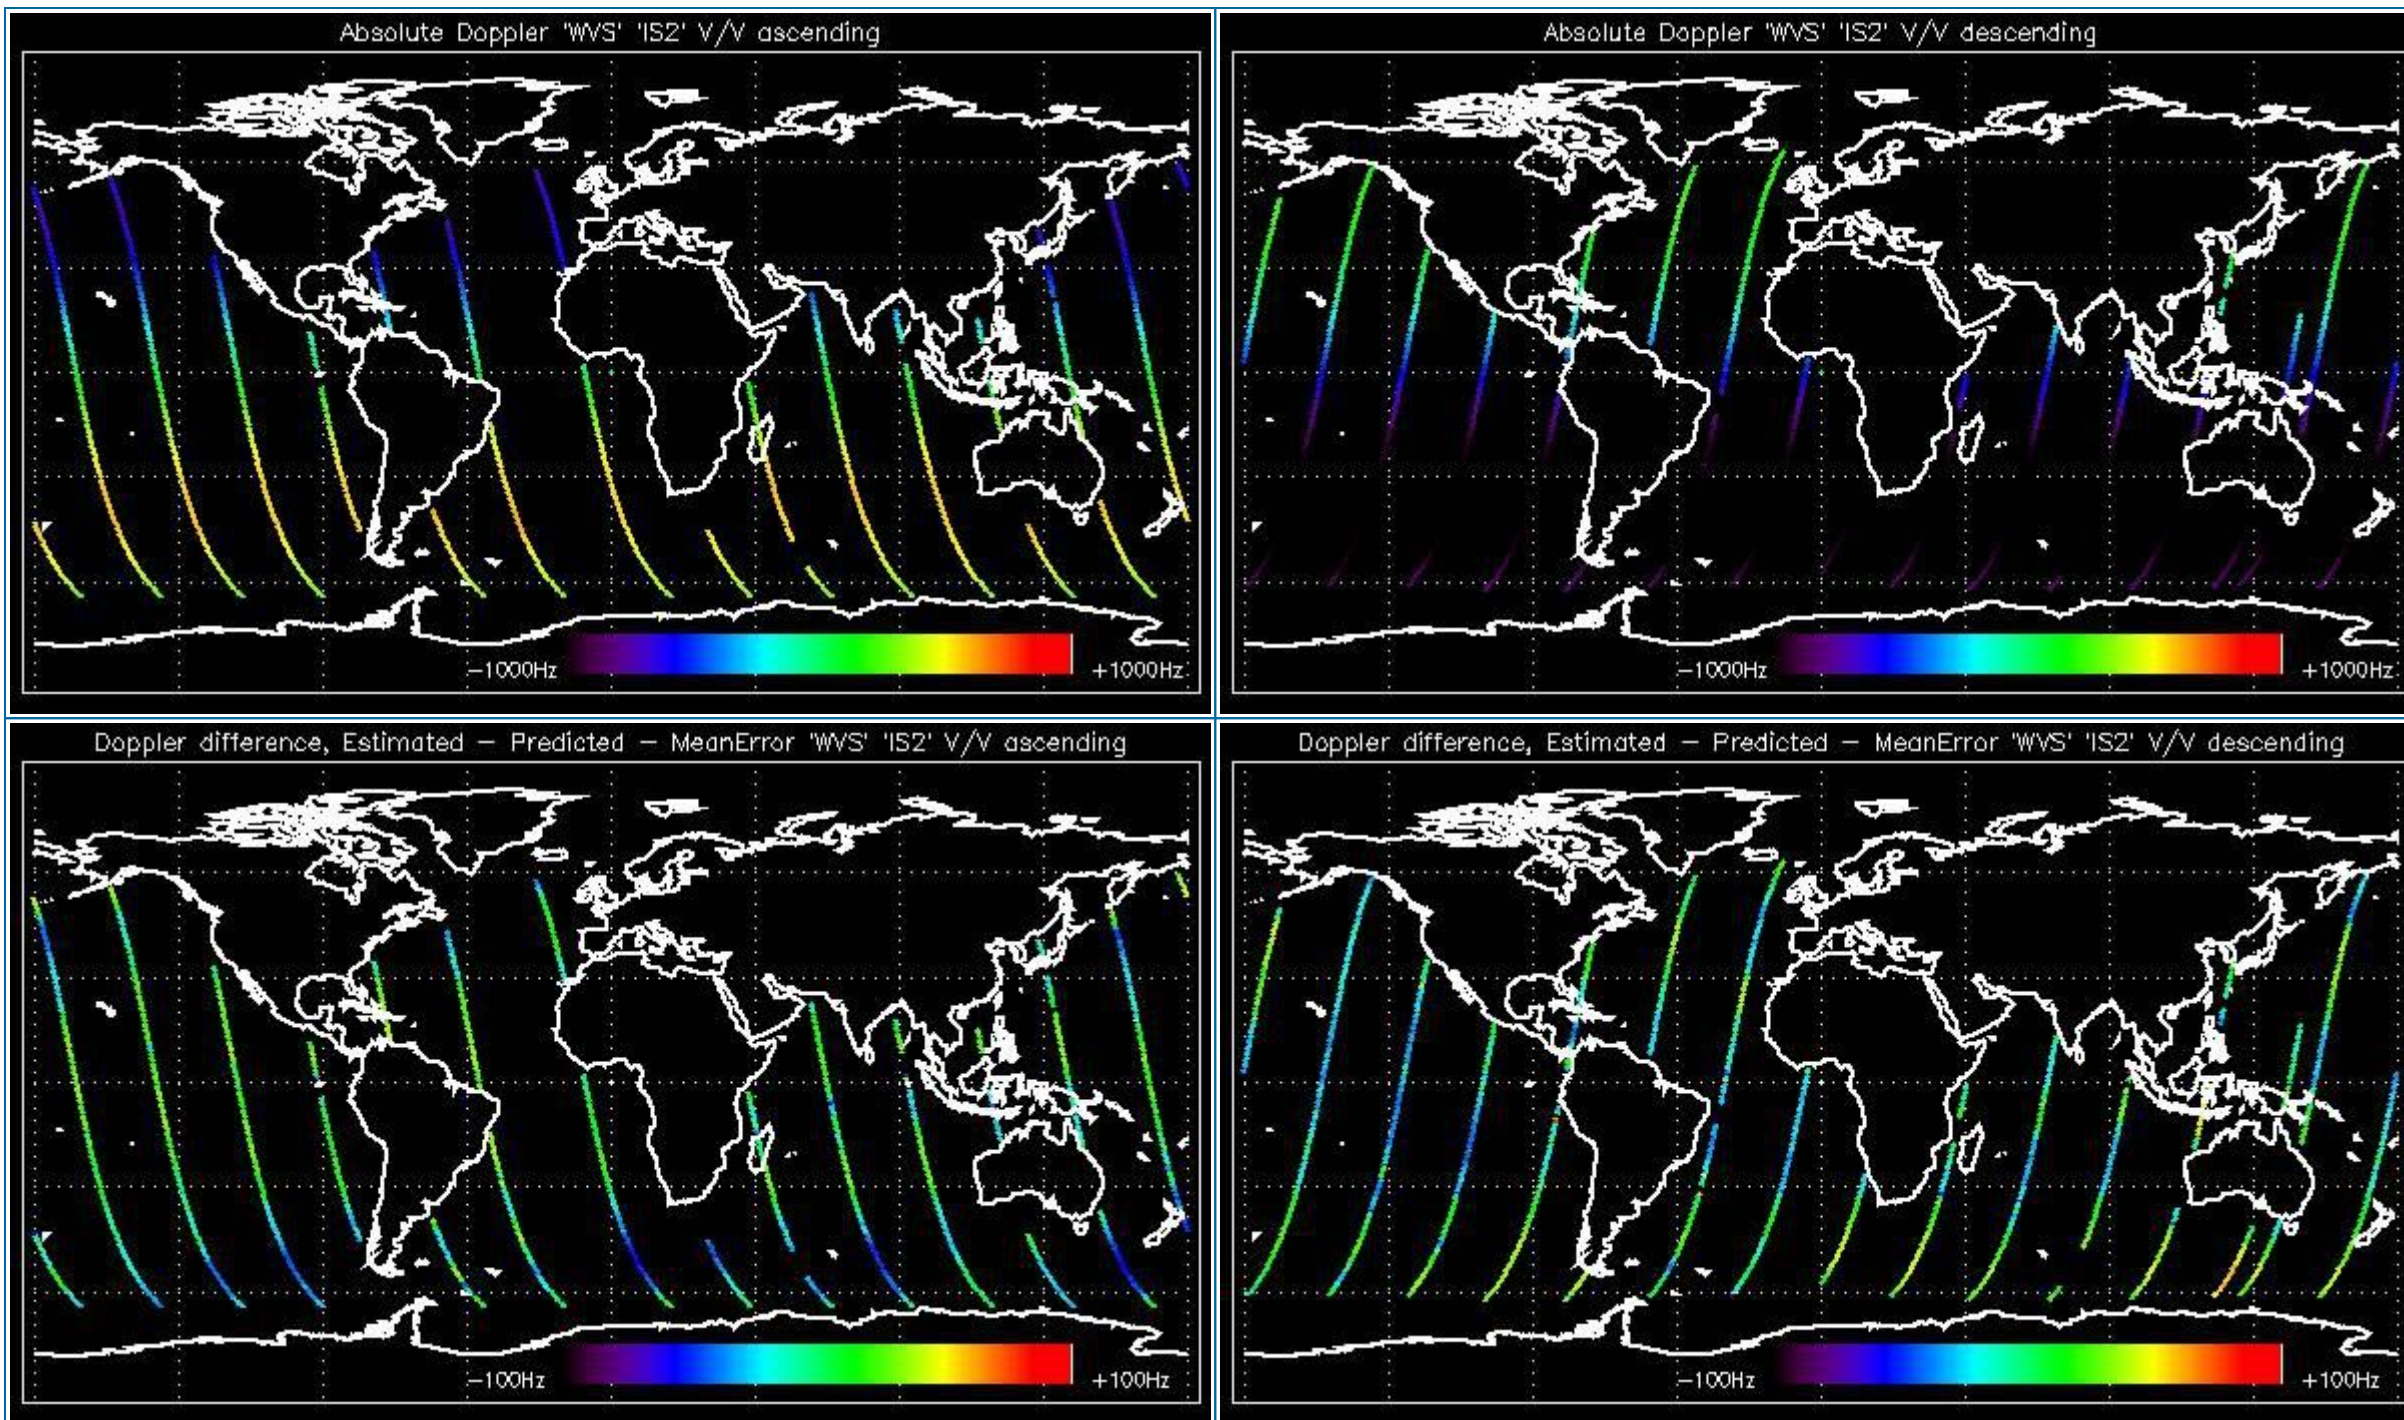 Absolute Doppler 'WVS' 'IS2' V/V ascending
-1000Hz
+1000Hz
Absolute Doppler 'WVS' 'IS2' V/V descending
-1000Hz
+1000Hz
Doppler difference, Estimated - Predicted - MeanError 'WVS' 'IS2' V/V ascending
-100Hz
+100Hz
Doppler difference, Estimated - Predicted - MeanError 'WVS' 'IS2' V/V descending
-100Hz
+100Hz